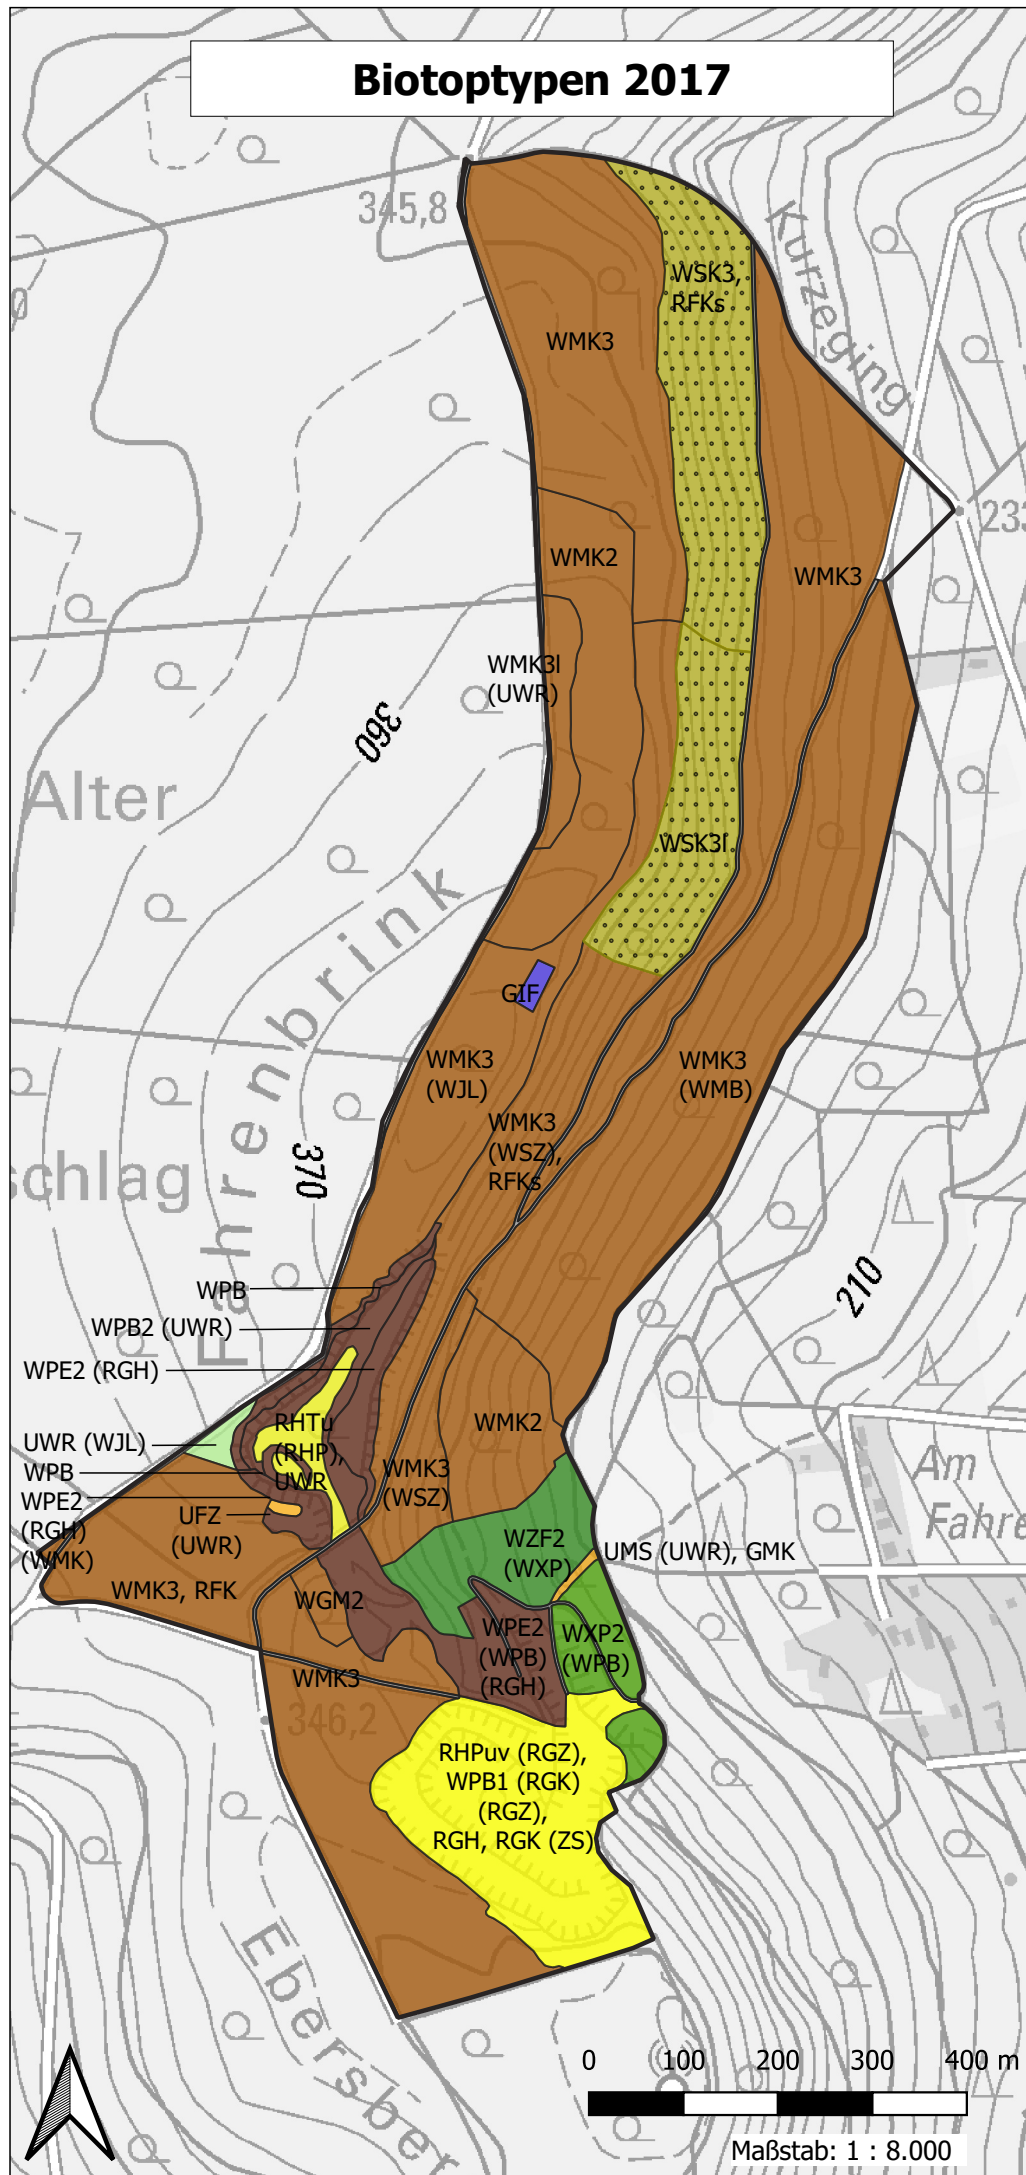 Biotoptypen 2017
345,8
Kurzeging
WSK3,
RFKs
WMK3
WMK2
WMK3
WMK3l
(UWR)
360
Alter
WSK3l
Fahrenbrink
GIF
WMK3
(WJL)
WMK3
(WMB)
WMK3
(WSZ),
RFKs
370
schlag
210
WPB
WPB2 (UWR)
WPE2 (RGH)
RHTu
(RHP),
UWR
WMK2
UWR (WJL)
WPB
WPE2
(RGH)
(WMK)
WMK3
(WSZ)
UFZ
(UWR)
Am
Fahre
WZF2
(WXP)
UMS (UWR), GMK
WMK3, RFK
WGM2
WPE2
(WPB)
(RGH)
WXP2
(WPB)
WMK3
346,2
RHPuv (RGZ),
WPB1 (RGK)
(RGZ),
RGH, RGK (ZS)
Ebersber
0 100 200 300 400 m
Maßstab: 1 : 8.000